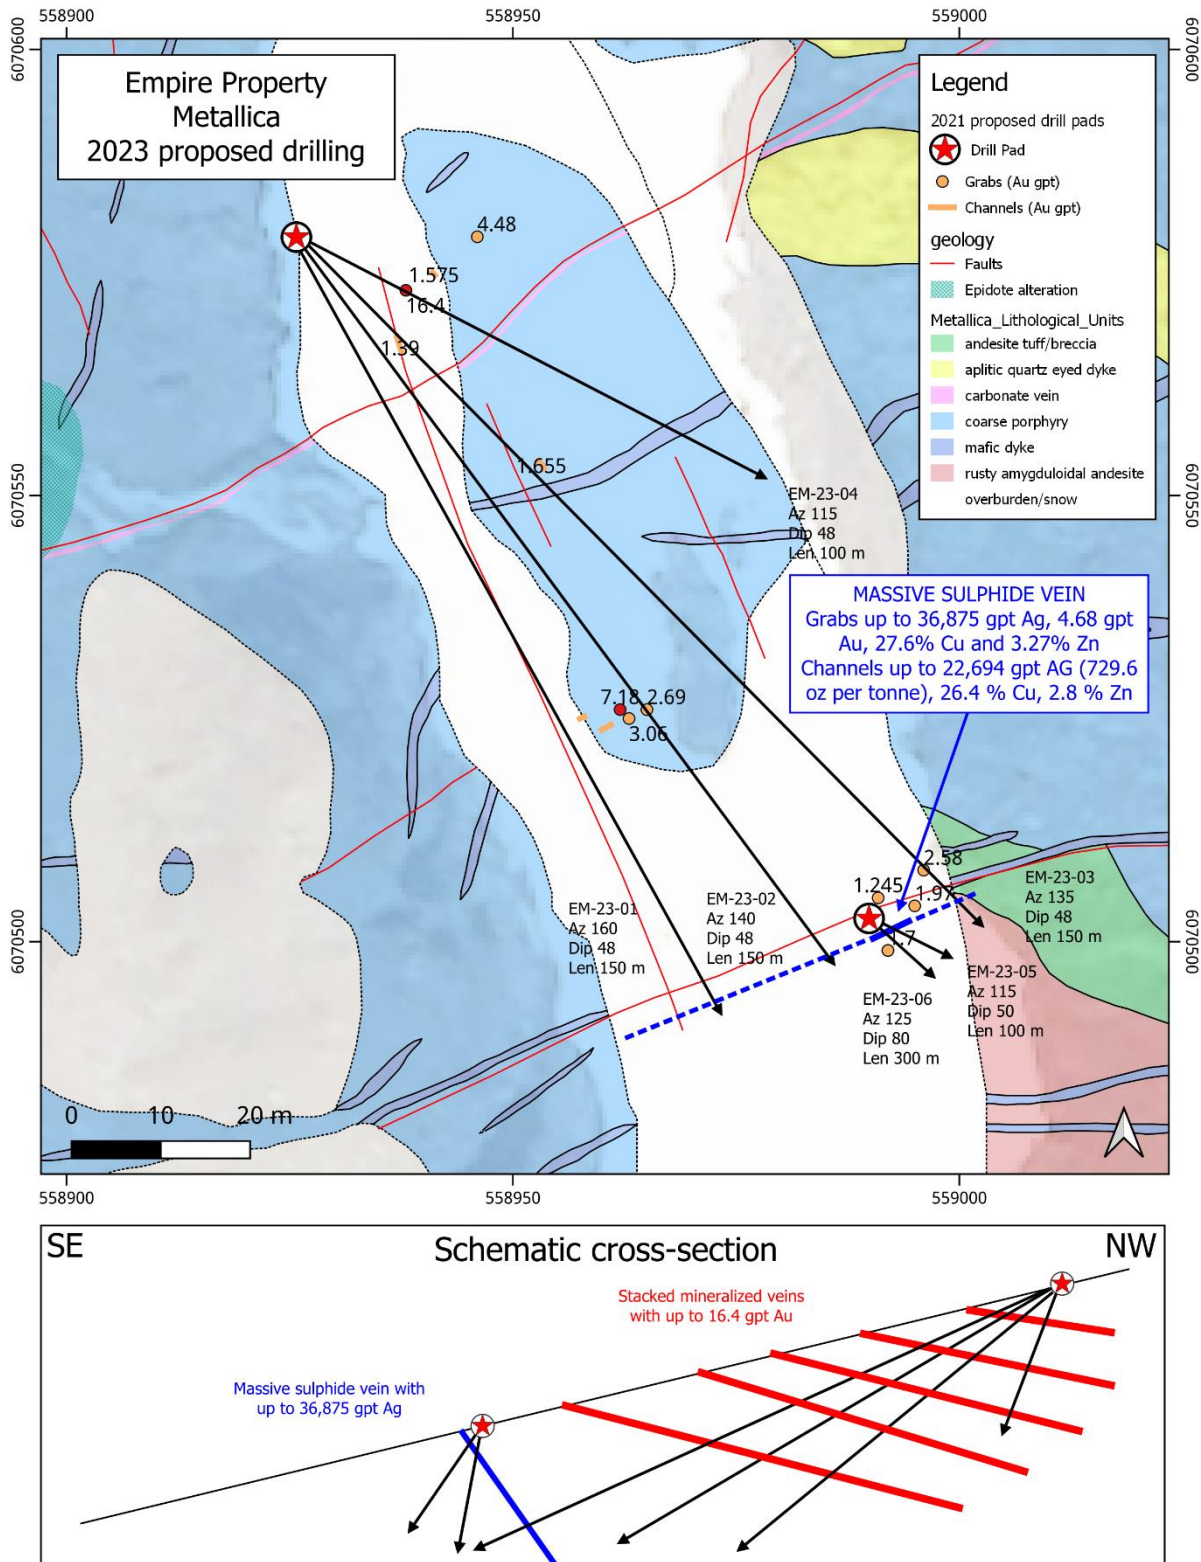 558900
558950
559000
6070600
6070600
Empire Property
Metallica
2023 proposed drilling
Legend
2021 proposed drill pads
Drill Pad
Grabs (Au gpt)
Channels (Au gpt)
geology
Faults
Epidote alteration
Metallica_Lithological_Units
andesite tuff/breccia
aplitic quartz eyed dyke
carbonate vein
coarse porphyry
mafic dyke
rusty amygduloidal andesite
overburden/snow
4.48
1.575
16.4
1.39
1.655
6070550
6070550
EM-23-04
Az 115
Dip 48
Len 100 m
MASSIVE SULPHIDE VEIN
Grabs up to 36,875 gpt Ag, 4.68 gpt
Au, 27.6% Cu and 3.27% Zn
Channels up to 22,694 gpt AG (729.6
oz per tonne), 26.4 % Cu, 2.8 % Zn
7.18
2.69
3.06
2.58
1.245
1.97
1.7
EM-23-01
Az 160
Dip 48
Len 150 m
EM-23-02
Az 140
Dip 48
Len 150 m
EM-23-03
Az 135
Dip 48
Len 150 m
6070500
6070500
EM-23-05
Az 115
Dip 50
Len 100 m
EM-23-06
Az 125
Dip 80
Len 300 m
0 10 20 m
558900
558950
559000
SE
Schematic cross-section
NW
Stacked mineralized veins
with up to 16.4 gpt Au
Massive sulphide vein with
up to 36,875 gpt Ag